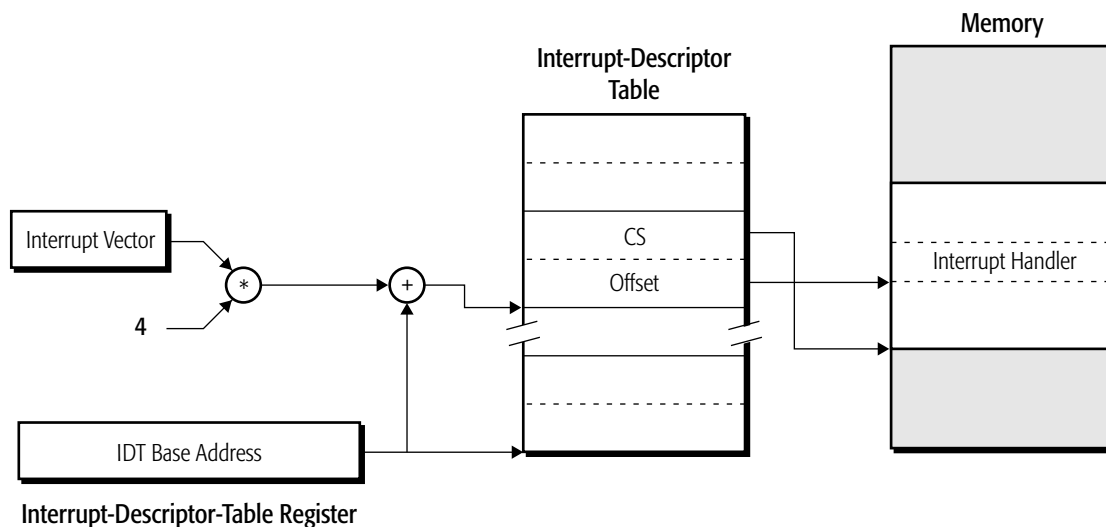 Memory
Interrupt-Descriptor
Table
Interrupt Vector
CS
Interrupt Handler
*
+
Offset
4
IDT Base Address
Interrupt-Descriptor-Table Register